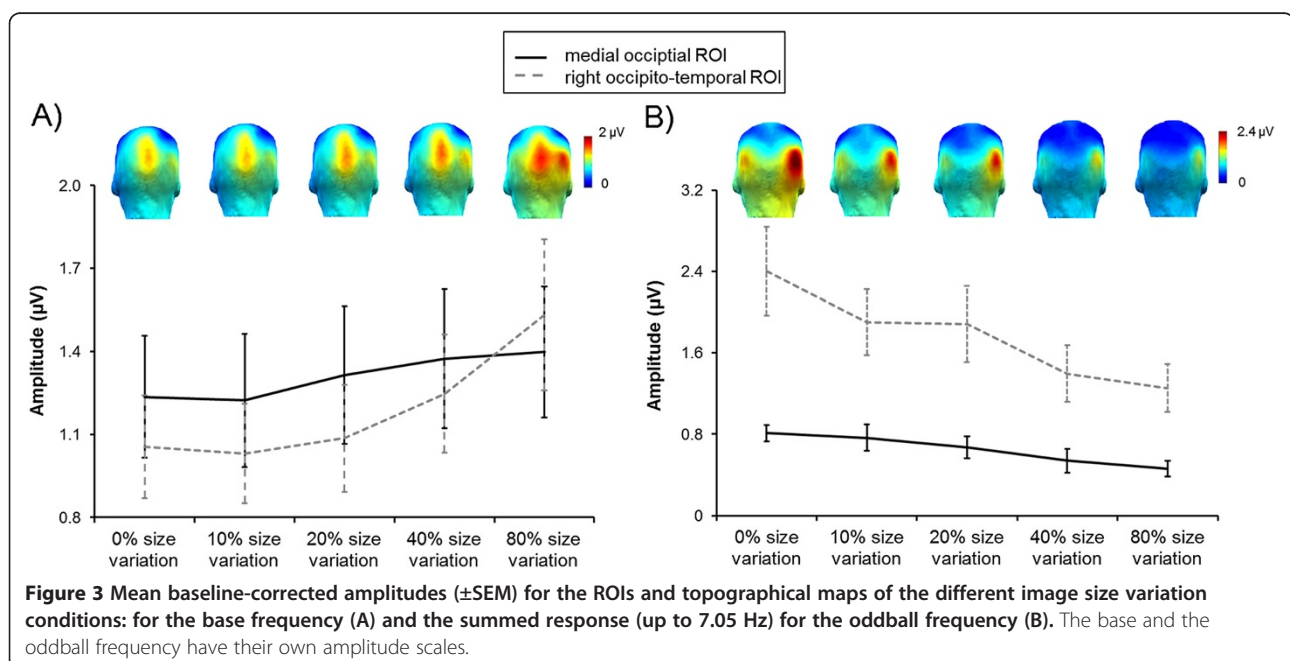 medial occiptial ROI
right occipito-temporal ROI
A)
2 µV
0
B)
2.4 µV
0
2.0
1.7
1.4
1.1
0.8
Amplitude (µV)
0% size variation
10% size variation
20% size variation
40% size variation
80% size variation
3.2
2.4
1.6
0.8
0
Amplitude (µV)
0% size variation
10% size variation
20% size variation
40% size variation
80% size variation
Figure 3 Mean baseline-corrected amplitudes (±SEM) for the ROIs and topographical maps of the different image size variation
conditions: for the base frequency (A) and the summed response (up to 7.05 Hz) for the oddball frequency (B). The base and the
oddball frequency have their own amplitude scales.